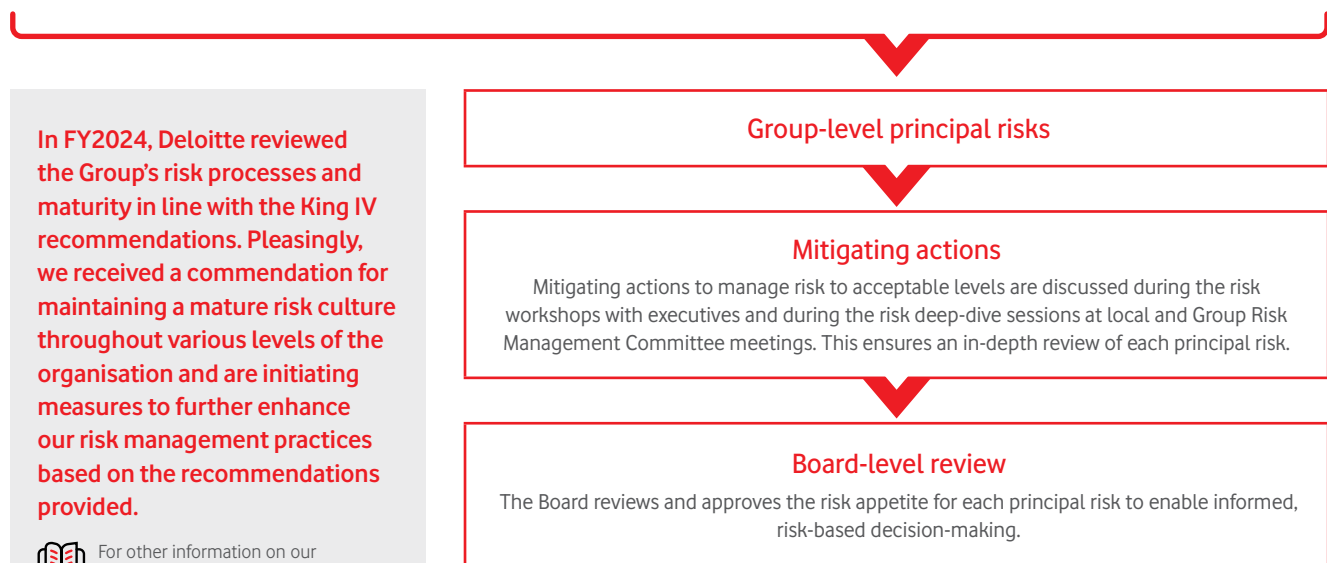 In FY2024, Deloitte reviewed
the Group's risk processes and
maturity in line with the King IV
recommendations. Pleasingly,
we received a commendation for
maintaining a mature risk culture
throughout various levels of the
organisation and are initiating
measures to further enhance
our risk management practices
based on the recommendations
provided.
For other information on our
Group-level principal risks
Mitigating actions
Mitigating actions to manage risk to acceptable levels are discussed during the risk
workshops with executives and during the risk deep-dive sessions at local and Group Risk
Management Committee meetings. This ensures an in-depth review of each principal risk.
Board-level review
The Board reviews and approves the risk appetite for each principal risk to enable informed,
risk-based decision-making.